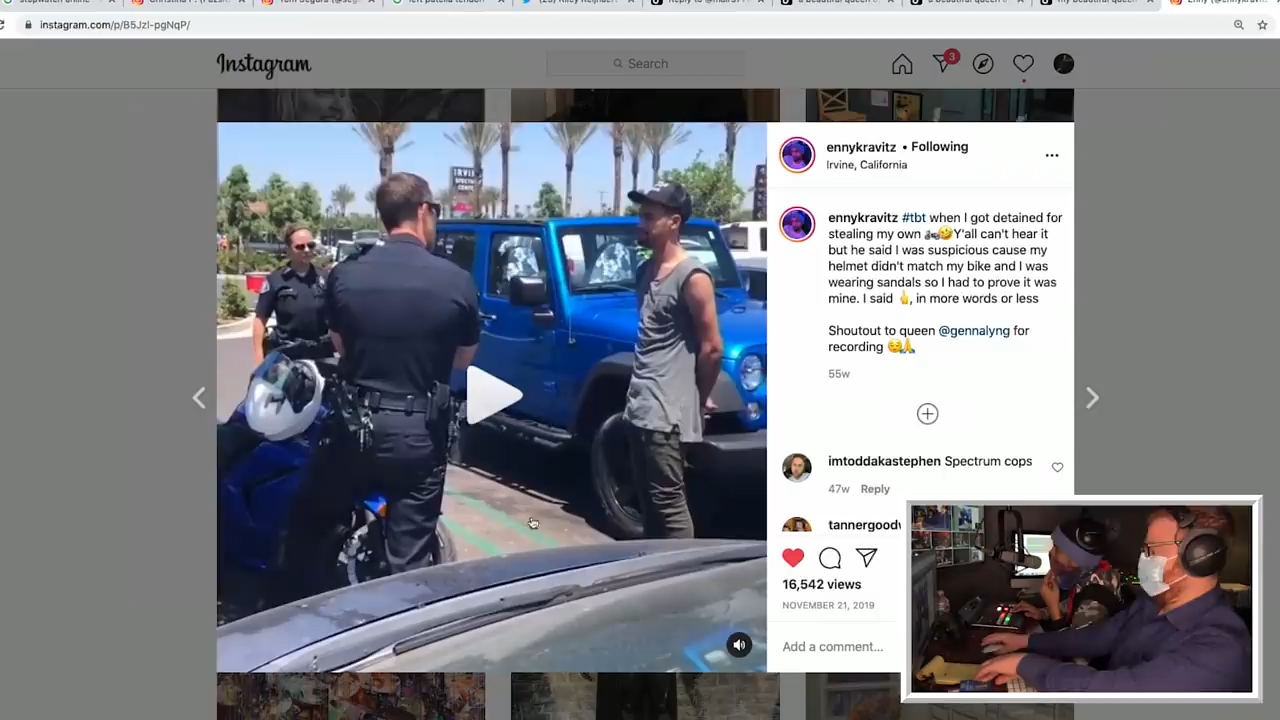 instagram.com/p/B5JzI-pgNqP/
Instagram
Search
3
ennykravitz • Following
Irvine, California
ennykravitz #tbt when I got detained for
stealing my own 🏍🤣Y'all can't hear it
but he said I was suspicious cause my
helmet didn't match my bike and I was
wearing sandals so I had to prove it was
mine. I said 🖕, in more words or less
Shoutout to queen @gennalyng for
recording 😌🙏
55w
imtoddakastephen Spectrum cops
47w Reply
16,542 views
NOVEMBER 21, 2019
Add a comment...